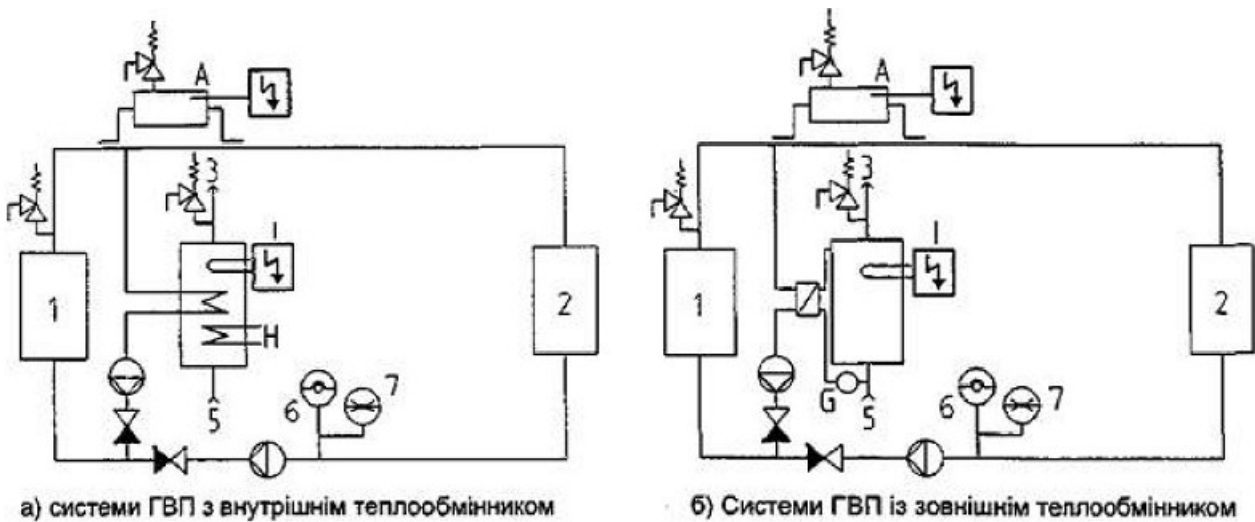 A
A
3
3
I
I
1
2
1
2
H
5
6
7
G
5
6
7
а) системи ГВП з внутрішнім теплообмінником
б) Системи ГВП із зовнішнім теплообмінником